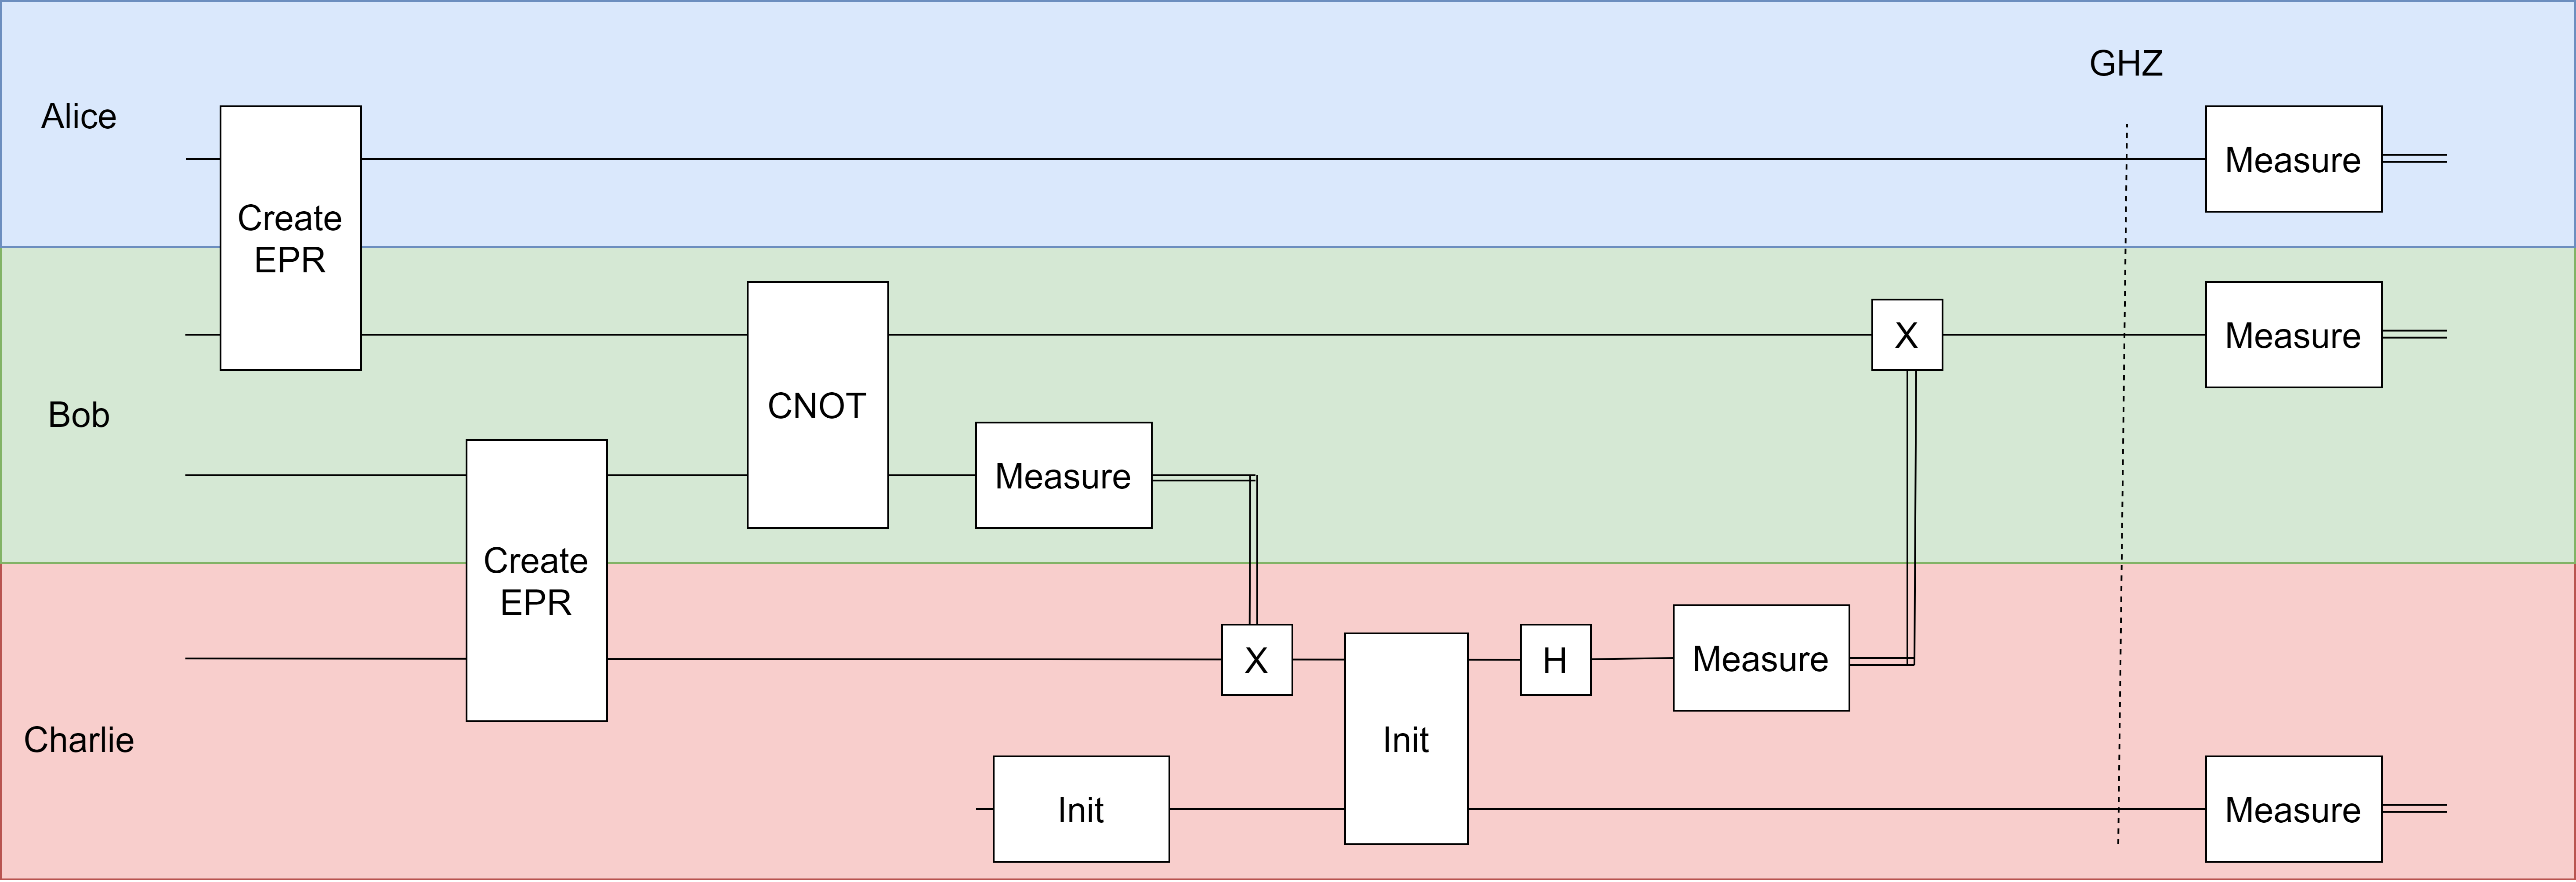 GHZ
Alice
Measure
Create
EPR
X
Measure
CNOT
Bob
Measure
Create
EPR
X
H
Measure
Init
Charlie
Init
Measure